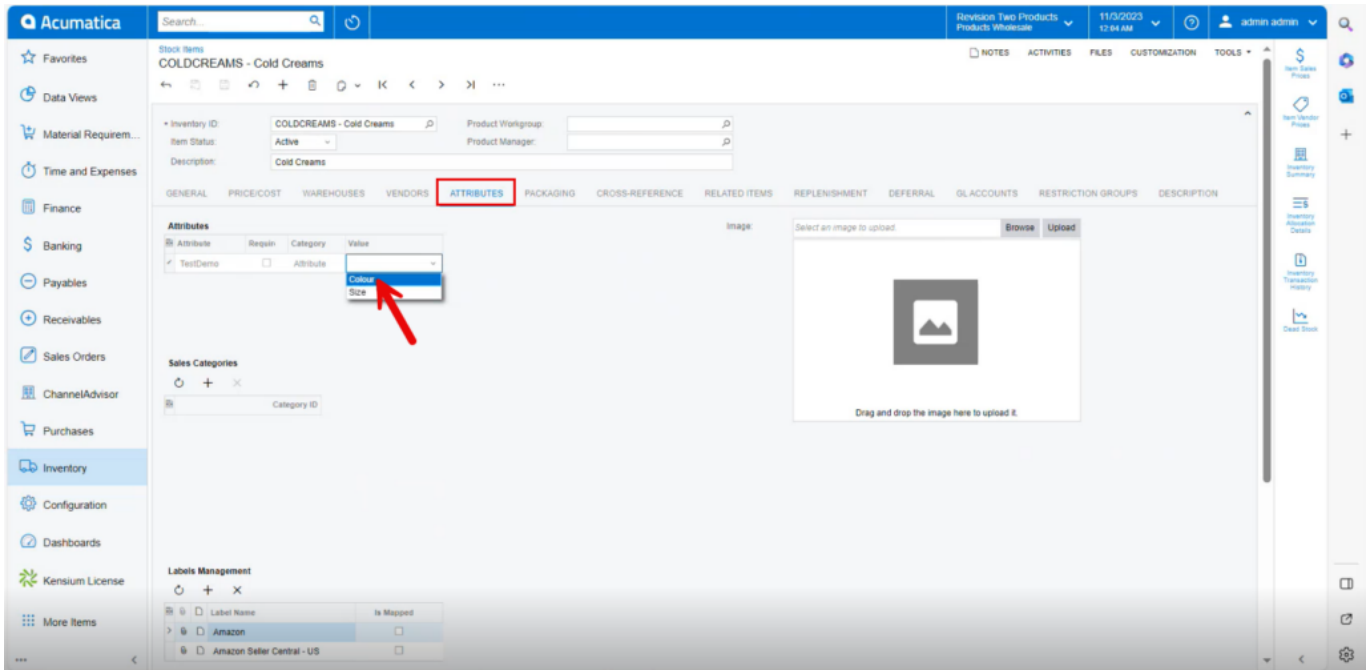 Acumatica
Search...
Revision Two Products
Products Wholesale
11/3/2023
12:04 AM
admin admin
Favorites
Data Views
Material Requirem...
Time and Expenses
Finance
Banking
Payables
Receivables
Sales Orders
ChannelAdvisor
Purchases
Inventory
Configuration
Dashboards
Kensium License
More Items
Stock Items
COLDCREAMS - Cold Creams
NOTES ACTIVITIES FILES CUSTOMIZATION TOOLS
* Inventory ID: COLDCREAMS - Cold Creams Product Workgroup:
Item Status: Active Product Manager:
Description: Cold Creams
GENERAL PRICE/COST WAREHOUSES VENDORS ATTRIBUTES PACKAGING CROSS-REFERENCE RELATED ITEMS REPLENISHMENT DEFERRAL GL ACCOUNTS RESTRICTION GROUPS DESCRIPTION
Attributes
Attribute Requin Category Value
TestDemo Attribute
Colour
Size
Image: Select an image to upload. Browse Upload
Drag and drop the image here to upload it.
Sales Categories
Category ID
Labels Management
Label Name Is Mapped
Amazon
Amazon Seller Central - US
Item Sales
Prices
Item Vendor
Prices
Inventory
Summary
Inventory
Allocation
Details
Inventory
Transaction
History
Dead Stock